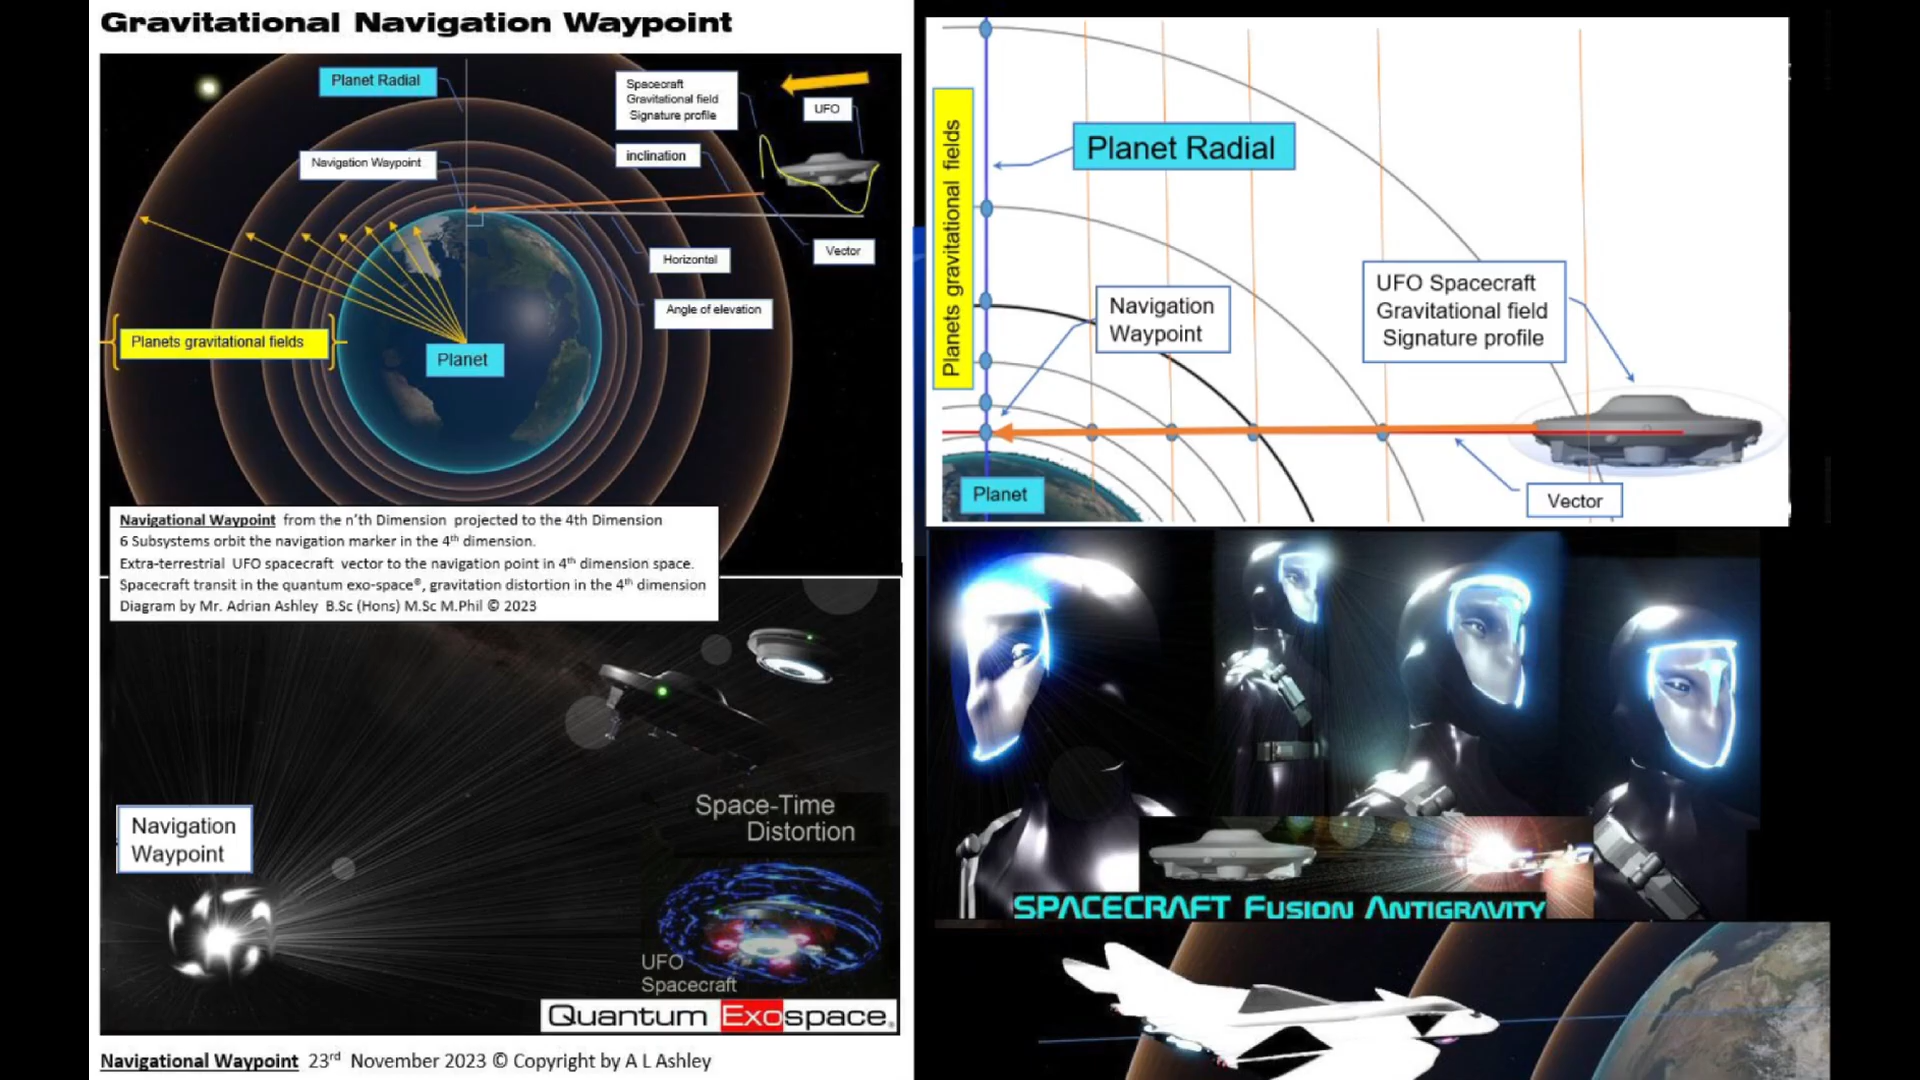 Gravitational Navigation Waypoint
Planet Radial
Spacecraft
Gravitational field
Signature profile
UFO
Navigation Waypoint
inclination
Vector
Horizontal
Angle of elevation
Planets gravitational fields
Planet
Navigational Waypoint from the n'th Dimension projected to the 4th Dimension
6 Subsystems orbit the navigation marker in the 4th dimension.
Extra-terrestrial UFO spacecraft vector to the navigation point in 4th dimension space.
Spacecraft transit in the quantum exo-space®, gravitation distortion in the 4th dimension
Diagram by Mr. Adrian Ashley B.Sc (Hons) M.Sc M.Phil © 2023
Navigation
Waypoint
Space-Time
Distortion
UFO
Spacecraft
Quantum Exospace®
Navigational Waypoint 23rd November 2023 © Copyright by A L Ashley
Planets gravitational fields
Planet Radial
Navigation
Waypoint
UFO Spacecraft
Gravitational field
Signature profile
Planet
Vector
SPACECRAFT FUSION ANTIGRAVITY